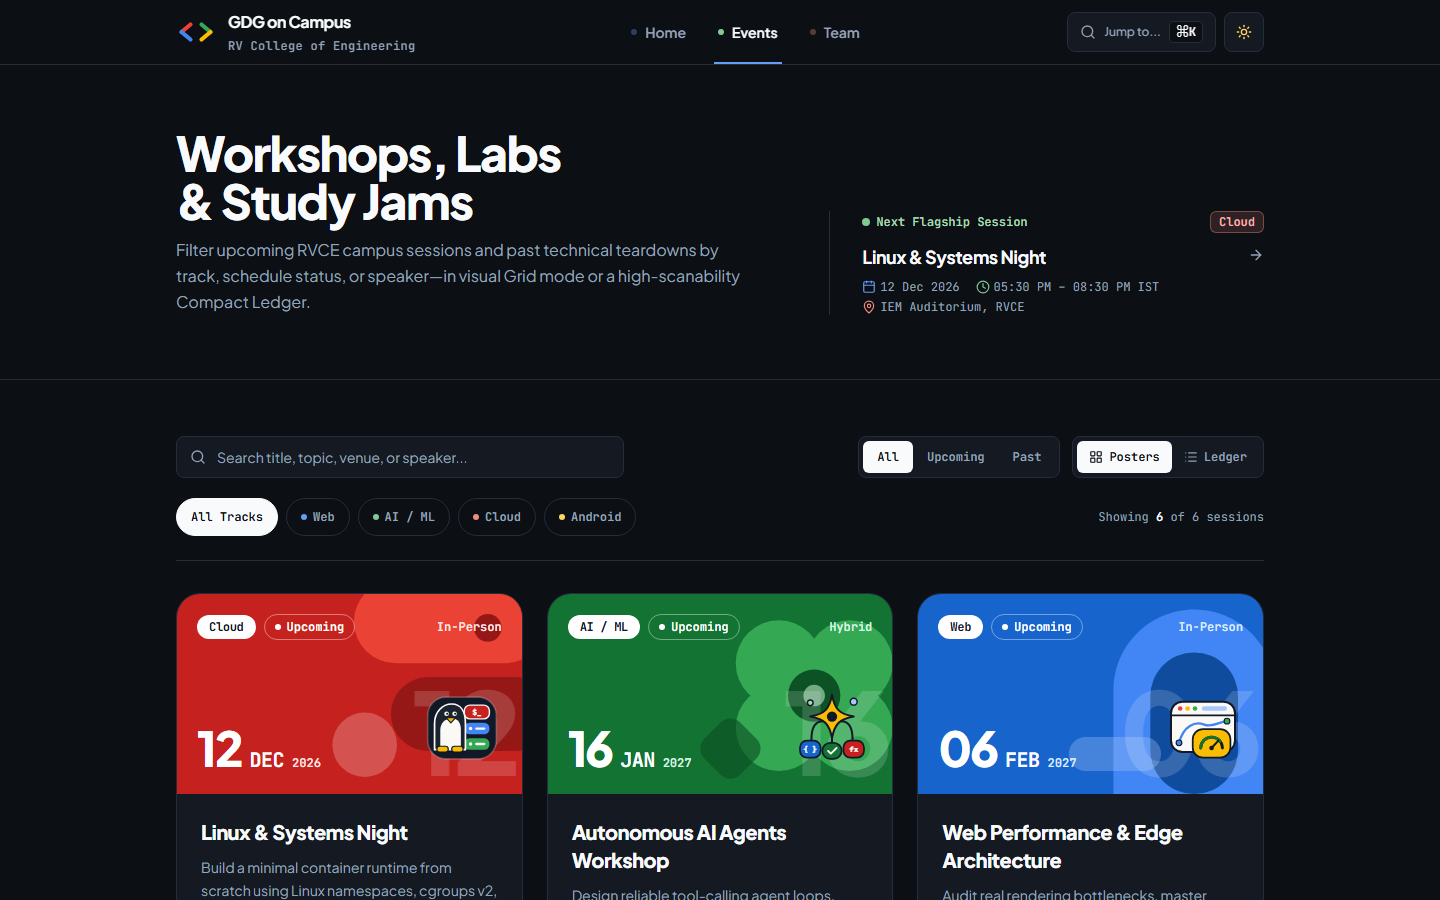 GDG on Campus
RV College of Engineering
Home
Events
Team
Jump to...
⌘K
Workshops, Labs
& Study Jams
Filter upcoming RVCE campus sessions and past technical teardowns by
track, schedule status, or speaker—in visual Grid mode or a high-scanability
Compact Ledger.
Next Flagship Session
Cloud
Linux & Systems Night
12 Dec 2026
05:30 PM – 08:30 PM IST
IEM Auditorium, RVCE
Search title, topic, venue, or speaker...
All
Upcoming
Past
Posters
Ledger
All Tracks
Web
AI / ML
Cloud
Android
Showing 6 of 6 sessions
Cloud
Upcoming
In-Person
12
$_
12 DEC 2026
Linux & Systems Night
Build a minimal container runtime from
scratch using Linux namespaces, cgroups v2,
AI / ML
Upcoming
Hybrid
16
{ }
fx
16 JAN 2027
Autonomous AI Agents
Workshop
Design reliable tool-calling agent loops,
Web
Upcoming
In-Person
06
06 FEB 2027
Web Performance & Edge
Architecture
Audit real rendering bottlenecks, master